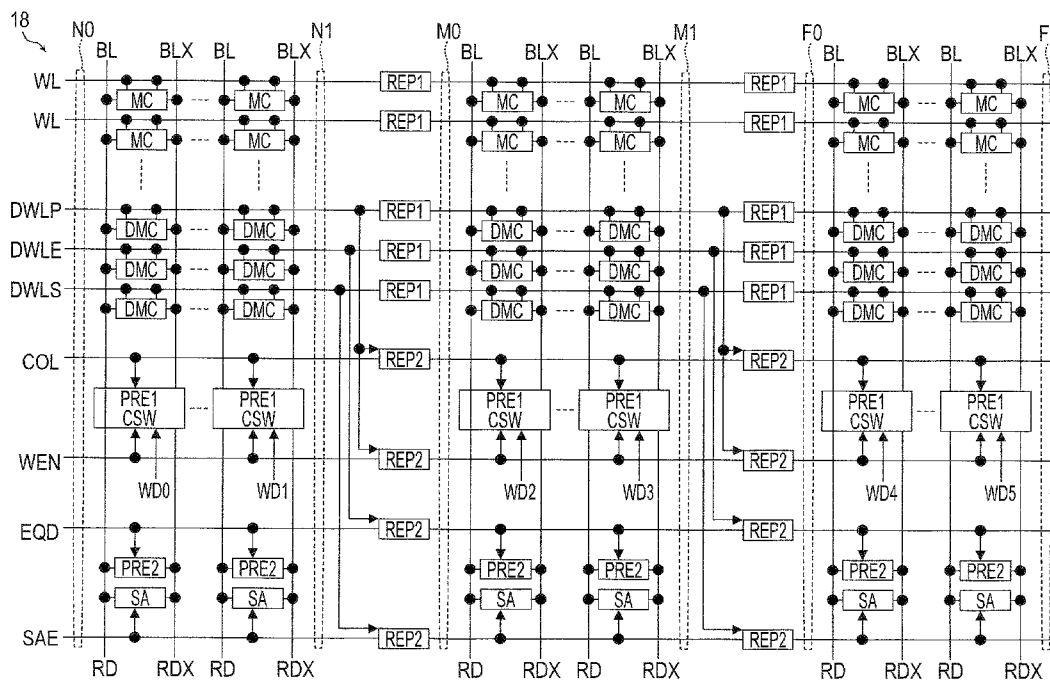 18
N0 N1 M0 M1 F0 F
BL BLX BL BLX BL BLX BL BLX BL BLX BL BLX
WL REP1 REP1
MC MC MC MC MC MC
WL REP1 REP1
MC MC MC MC MC MC
DWLP REP1 REP1
DMC DMC DMC DMC DMC DMC
DWLE REP1 REP1
DMC DMC DMC DMC DMC DMC
DWLS REP1 REP1
DMC DMC DMC DMC DMC DMC
COL REP2 REP2
PRE1 PRE1 PRE1 PRE1 PRE1 PRE1
CSW CSW CSW CSW CSW CSW
WEN REP2 REP2
WD0 WD1 WD2 WD3 WD4 WD5
EQD REP2 REP2
PRE2 PRE2 PRE2 PRE2 PRE2 PRE2
SA SA SA SA SA SA
SAE REP2 REP2
RD RDX RD RDX RD RDX RD RDX RD RDX RD RDX